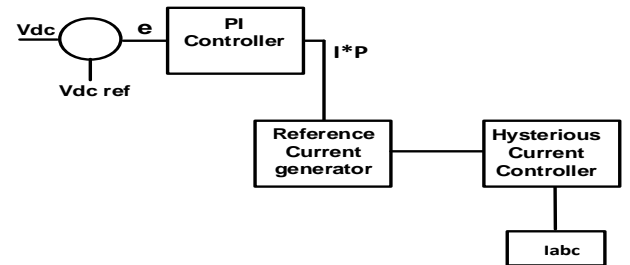 Vdc
e
PI
Controller
Vdc ref
I*P
Reference
Current
generator
Hysterious
Current
Controller
Iabc